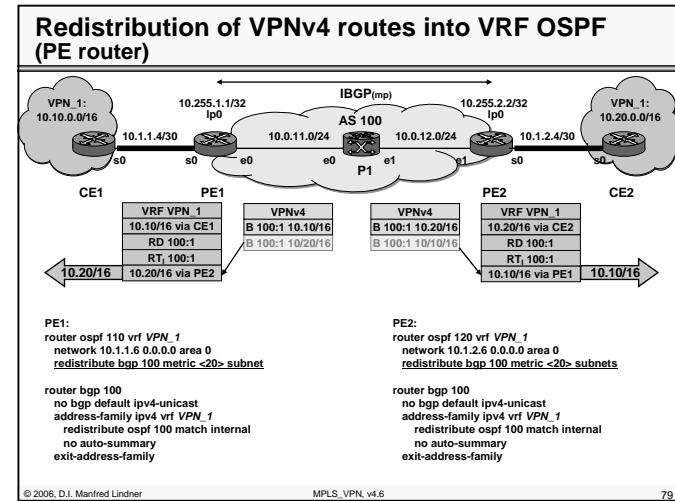 Redistribution of VPNv4 routes into VRF OSPF
(PE router)
IBGP(mp)
VPN_1:
10.10.0.0/16
10.255.1.1/32
lp0
AS 100
10.255.2.2/32
lp0
VPN_1:
10.20.0.0/16
10.1.1.4/30
10.0.11.0/24
10.0.12.0/24
10.1.2.4/30
s0
s0
e0
e0
e1
e1
s0
s0
P1
CE1
PE1
PE2
CE2
VRF VPN_1
10.10/16 via CE1
RD 100:1
RTI 100:1
10.20/16 via PE2
VPNv4
B 100:1 10.10/16
B 100:1 10/20/16
VPNv4
B 100:1 10.20/16
B 100:1 10/10/16
VRF VPN_1
10.20/16 via CE2
RD 100:1
RTI 100:1
10.10/16 via PE1
10.20/16
10.10/16
PE1:
router ospf 110 vrf VPN_1
network 10.1.1.6 0.0.0.0 area 0
redistribute bgp 100 metric <20> subnet
router bgp 100
no bgp default ipv4-unicast
address-family ipv4 vrf VPN_1
redistribute ospf 100 match internal
no auto-summary
exit-address-family
PE2:
router ospf 120 vrf VPN_1
network 10.1.2.6 0.0.0.0 area 0
redistribute bgp 100 metric <20> subnets
router bgp 100
no bgp default ipv4-unicast
address-family ipv4 vrf VPN_1
redistribute ospf 100 match internal
no auto-summary
exit-address-family
© 2006, D.I. Manfred Lindner
MPLS_VPN, v4.6
79